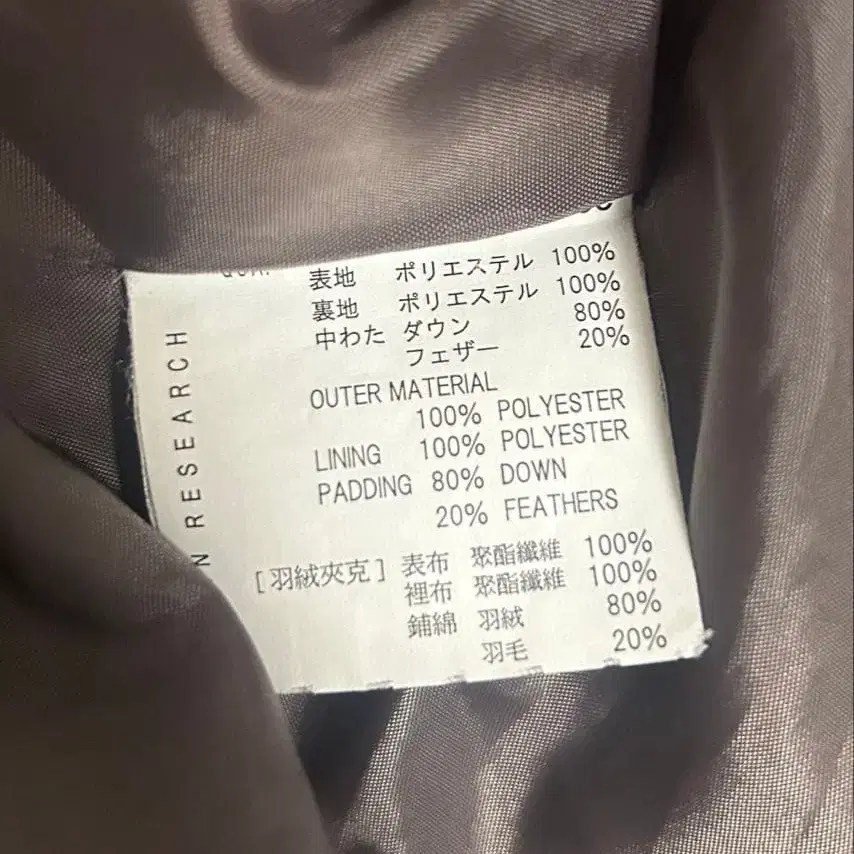 表地 ポリエステル 100%
裏地 ポリエステル 100%
中わた ダウン 80%
フェザー 20%
OUTER MATERIAL
100% POLYESTER
LINING 100% POLYESTER
PADDING 80% DOWN
20% FEATHERS
[羽絨夾克] 表布 聚酯纖維 100%
裡布 聚酯纖維 100%
鋪綿 羽絨 80%
羽毛 20%
N RESEARCH